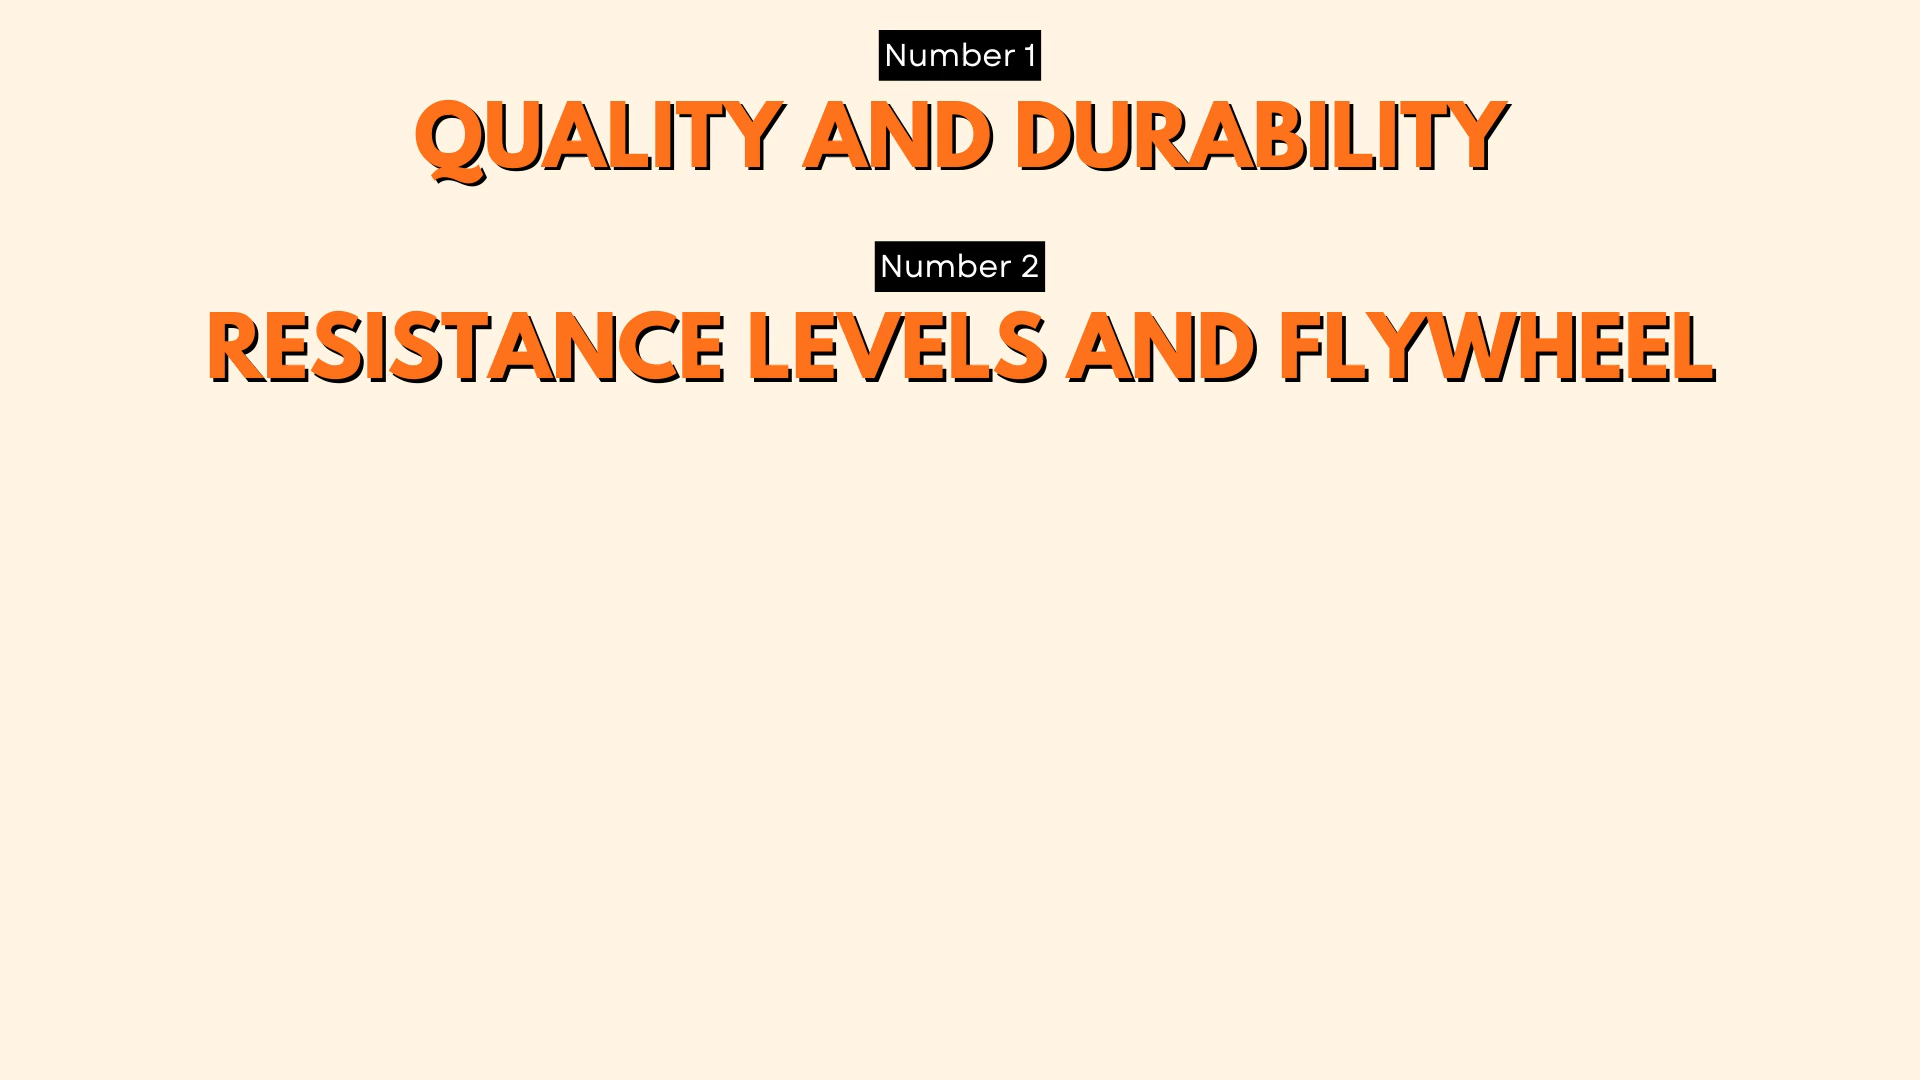 Number 1
QUALITY AND DURABILITY
Number 2
RESISTANCE LEVELS AND FLYWHEEL